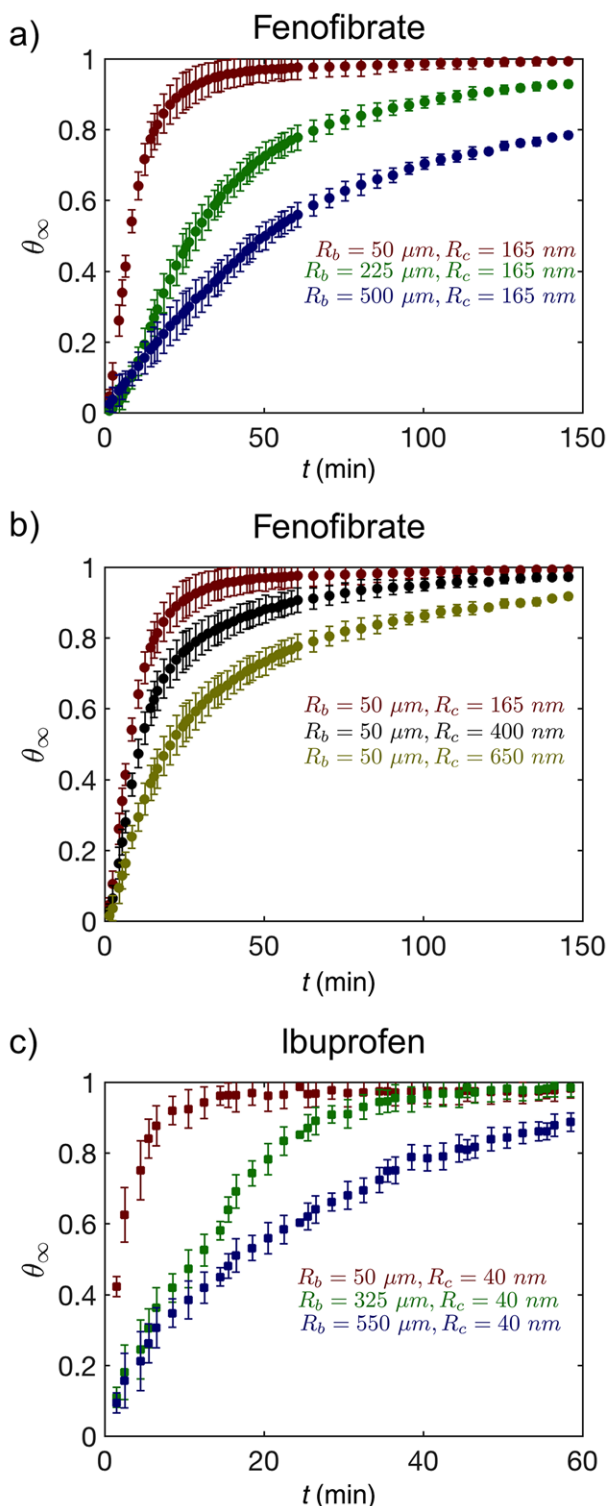 a)
Fenofibrate
1
0.8
0.6
0.4
0.2
0
θ∞
R_b = 50 μm, R_c = 165 nm
R_b = 225 μm, R_c = 165 nm
R_b = 500 μm, R_c = 165 nm
0 50 100 150
t (min)
b)
Fenofibrate
1
0.8
0.6
0.4
0.2
0
θ∞
R_b = 50 μm, R_c = 165 nm
R_b = 50 μm, R_c = 400 nm
R_b = 50 μm, R_c = 650 nm
0 50 100 150
t (min)
c)
Ibuprofen
1
0.8
0.6
0.4
0.2
0
θ∞
R_b = 50 μm, R_c = 40 nm
R_b = 325 μm, R_c = 40 nm
R_b = 550 μm, R_c = 40 nm
0 20 40 60
t (min)